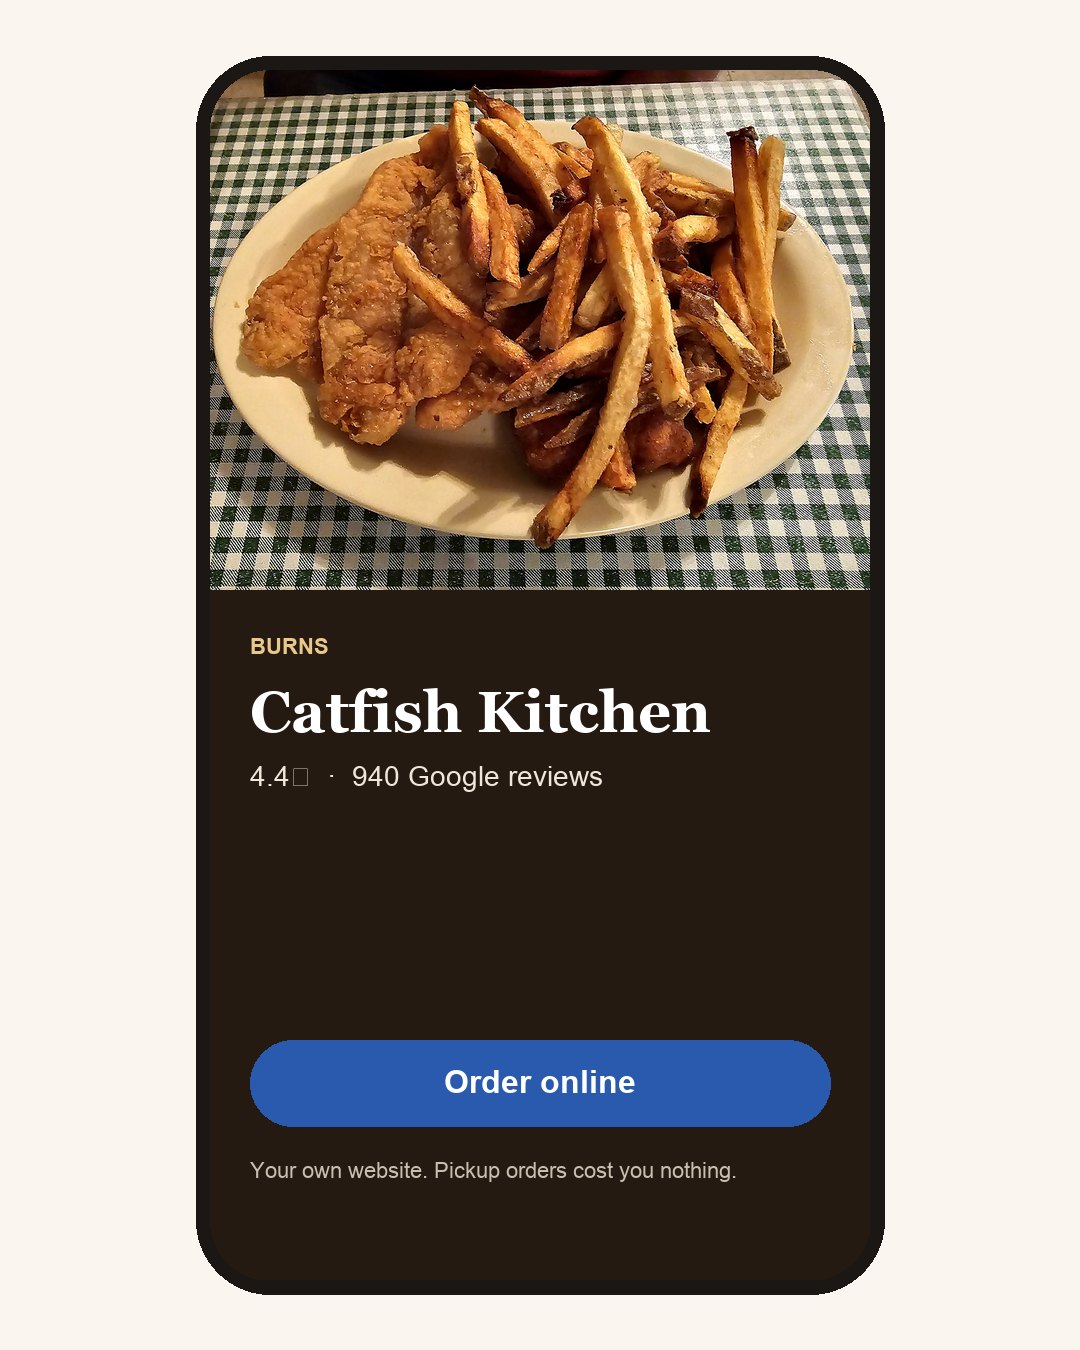 BURNS
Catfish Kitchen
4.4□ · 940 Google reviews
Order online
Your own website. Pickup orders cost you nothing.